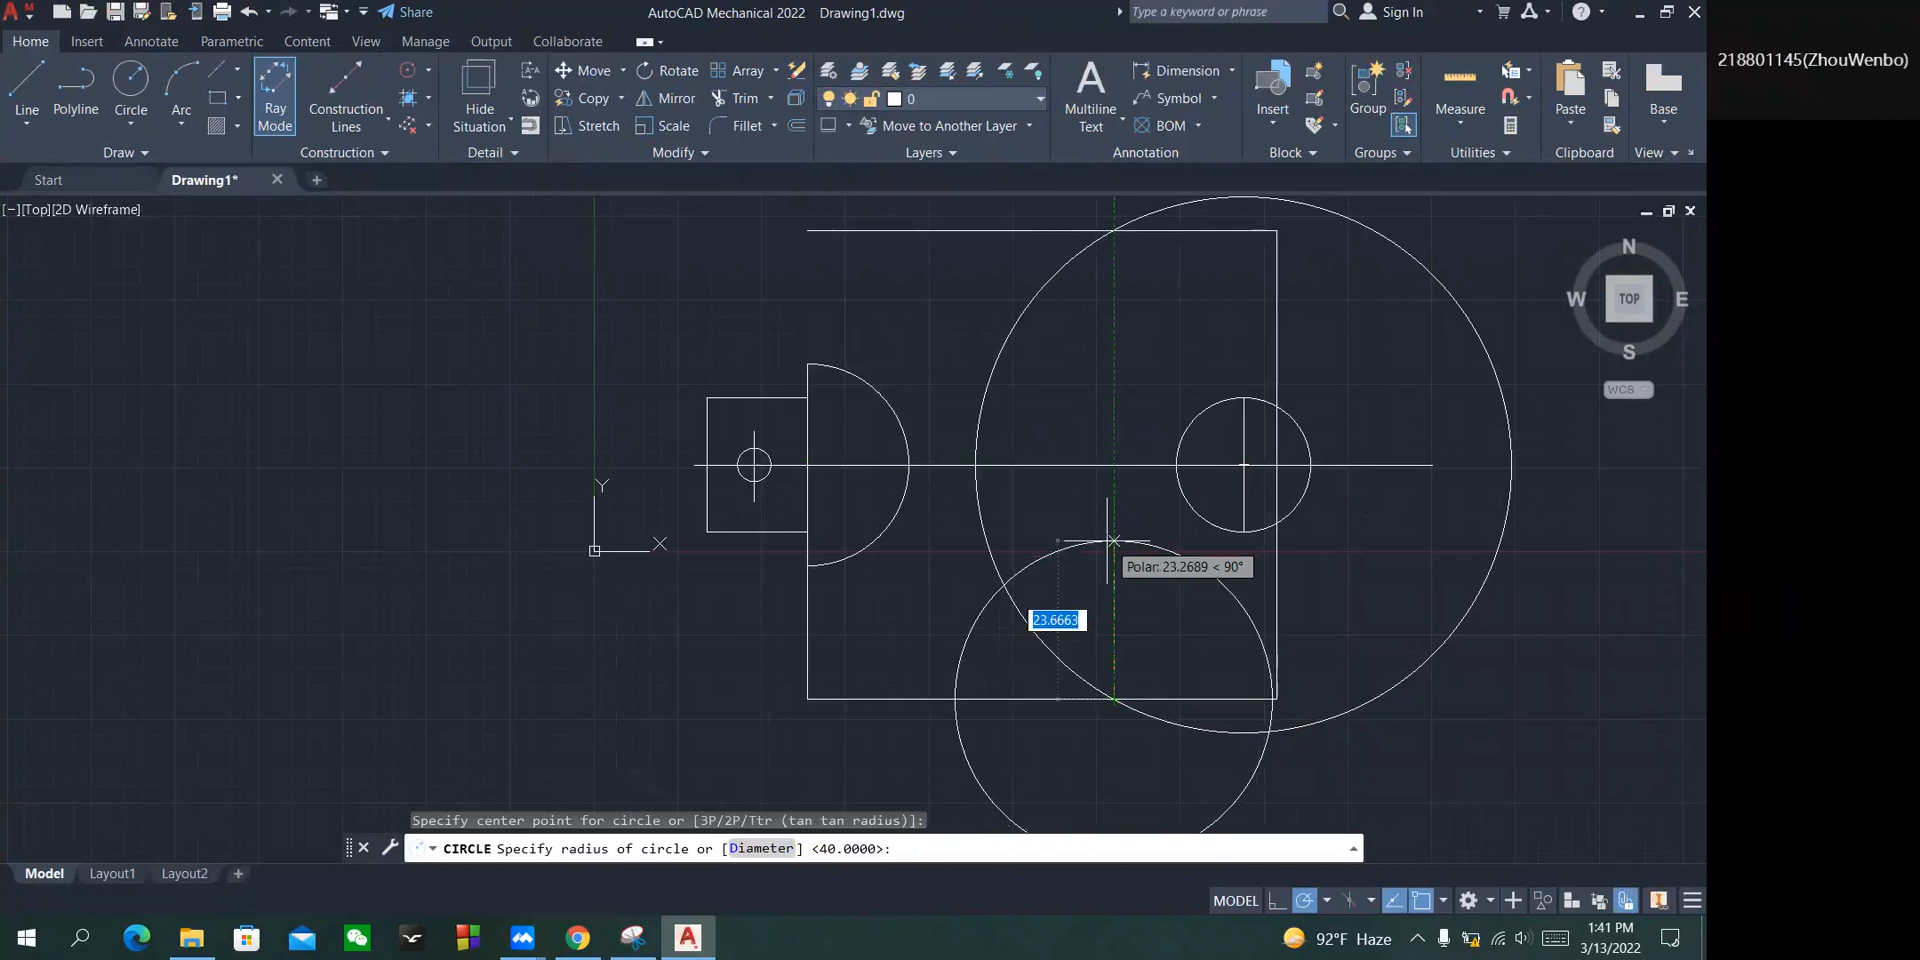 M
Share
AutoCAD Mechanical 2022 Drawing1.dwg
Type a keyword or phrase
Sign In
?
218801145(ZhouWenbo)
Home Insert Annotate Parametric Content View Manage Output Collaborate
Line Polyline Circle Arc
Ray Mode
Construction Lines
Hide Situation
Move Rotate Array
Copy Mirror Trim
Stretch Scale Fillet
0
Move to Another Layer
A
Multiline Text
Dimension
Symbol
BOM
Insert
Group
Measure
Paste
Base
Draw Construction Detail Modify Layers Annotation Block Groups Utilities Clipboard View
Start Drawing1*
[−][Top][2D Wireframe]
N
W TOP E
S
WCS
Y
X
Polar: 23.2689 < 90°
23.6663
Specify center point for circle or [3P/2P/Ttr (tan tan radius)]:
CIRCLE Specify radius of circle or [Diameter] <40.0000>:
Model Layout1 Layout2
MODEL
92°F Haze
1:41 PM
3/13/2022